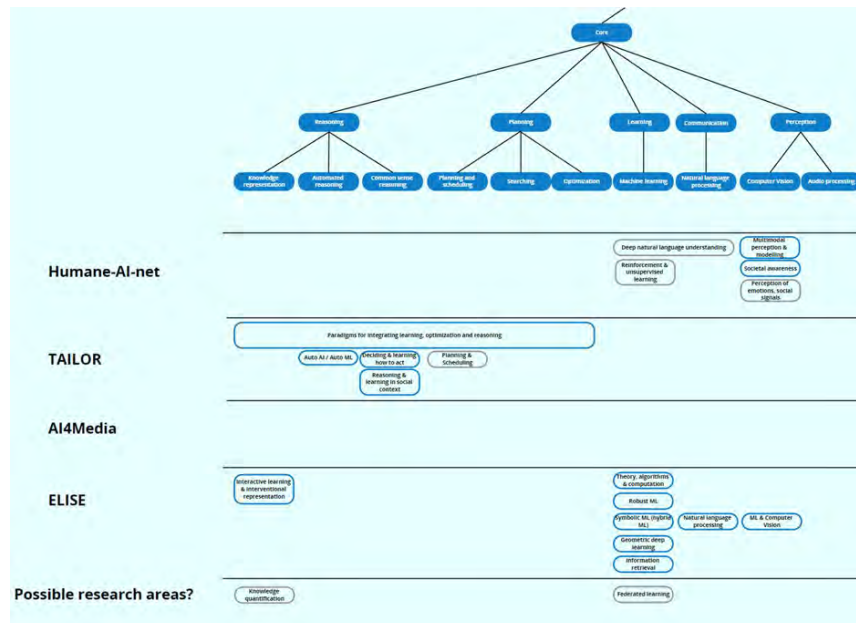 Core
Reasoning
Planning
Learning
Communication
Perception
Knowledge
representation
Automated
reasoning
Common sense
reasoning
Planning and
scheduling
Searching
Optimization
Machine learning
Natural language
processing
Computer Vision
Audio processing
Humane-AI-net
Deep natural language understanding
Reinforcement &
unsupervised
learning
Multimodal
perception &
modelling
Societal awareness
Perception of
emotions, social
signals
TAILOR
Paradigms for integrating learning, optimization and reasoning
Auto AI / Auto ML
Deciding & learning
how to act
Planning &
Scheduling
Reasoning &
learning in social
context
AI4Media
ELISE
Interactive learning
& interventional
representation
Theory, algorithms
& computation
Robust ML
Symbolic ML (hybrid
ML)
Natural language
processing
ML & Computer
Vision
Geometric deep
learning
Information
retrieval
Possible research areas?
Knowledge
quantification
Federated learning